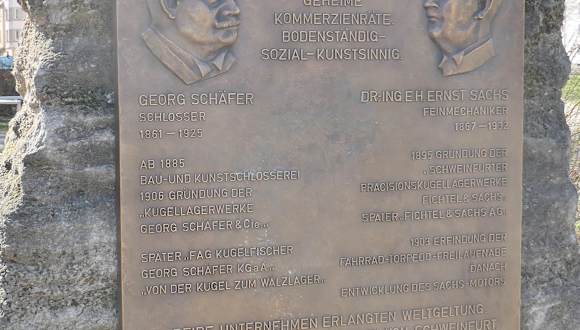 GEHEIME
KOMMERZIENRÄTE.
BODENSTÄNDIG-
SOZIAL-KUNSTSINNIG.
GEORG SCHÄFER
SCHLOSSER
1861 – 1925
AB 1885
BAU-UND KUNSTSCHLOSSEREI
1906 GRÜNDUNG DER
„KUGELLAGERWERKE
GEORG SCHÄFER & Cie."
SPÄTER „FAG KUGELFISCHER
GEORG SCHÄFER KGaA"
„VON DER KUGEL ZUM WÄLZLAGER"
DR-ING E.H. ERNST SACHS
FEINMECHANIKER
1867 – 1932
1895 GRÜNDUNG DER
„SCHWEINFURTER
PRÄCISIONSKUGELLAGERWERKE
FICHTEL & SACHS"
SPÄTER „FICHTEL & SACHS AG."
1903 ERFINDUNG DER
FAHRRAD-TORPEDO-FREILAUFNABE
DANACH
ENTWICKLUNG DES SACHS-MOTORS
BEIDE UNTERNEHMEN ERLANGTEN WELTGELTUNG
SCHWEINFURT